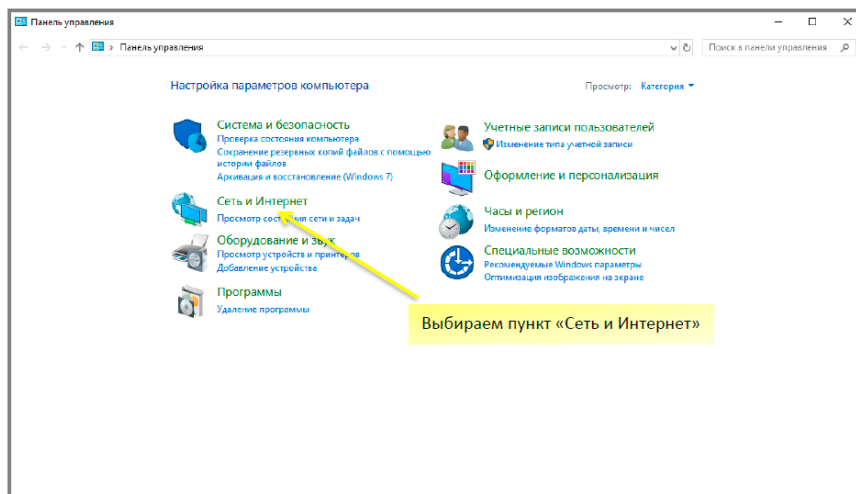 Панель управления
Панель управления
Поиск в панели управления
Настройка параметров компьютера
Просмотр: Категория
Система и безопасность
Проверка состояния компьютера
Сохранение резервных копий файлов с помощью
истории файлов
Архивация и восстановление (Windows 7)
Сеть и Интернет
Просмотр состояния сети и задач
Оборудование и звук
Просмотр устройств и принтеров
Добавление устройства
Программы
Удаление программы
Учетные записи пользователей
Изменение типа учетной записи
Оформление и персонализация
Часы и регион
Изменение форматов даты, времени и чисел
Специальные возможности
Рекомендуемые Windows параметры
Оптимизация изображения на экране
Выбираем пункт «Сеть и Интернет»